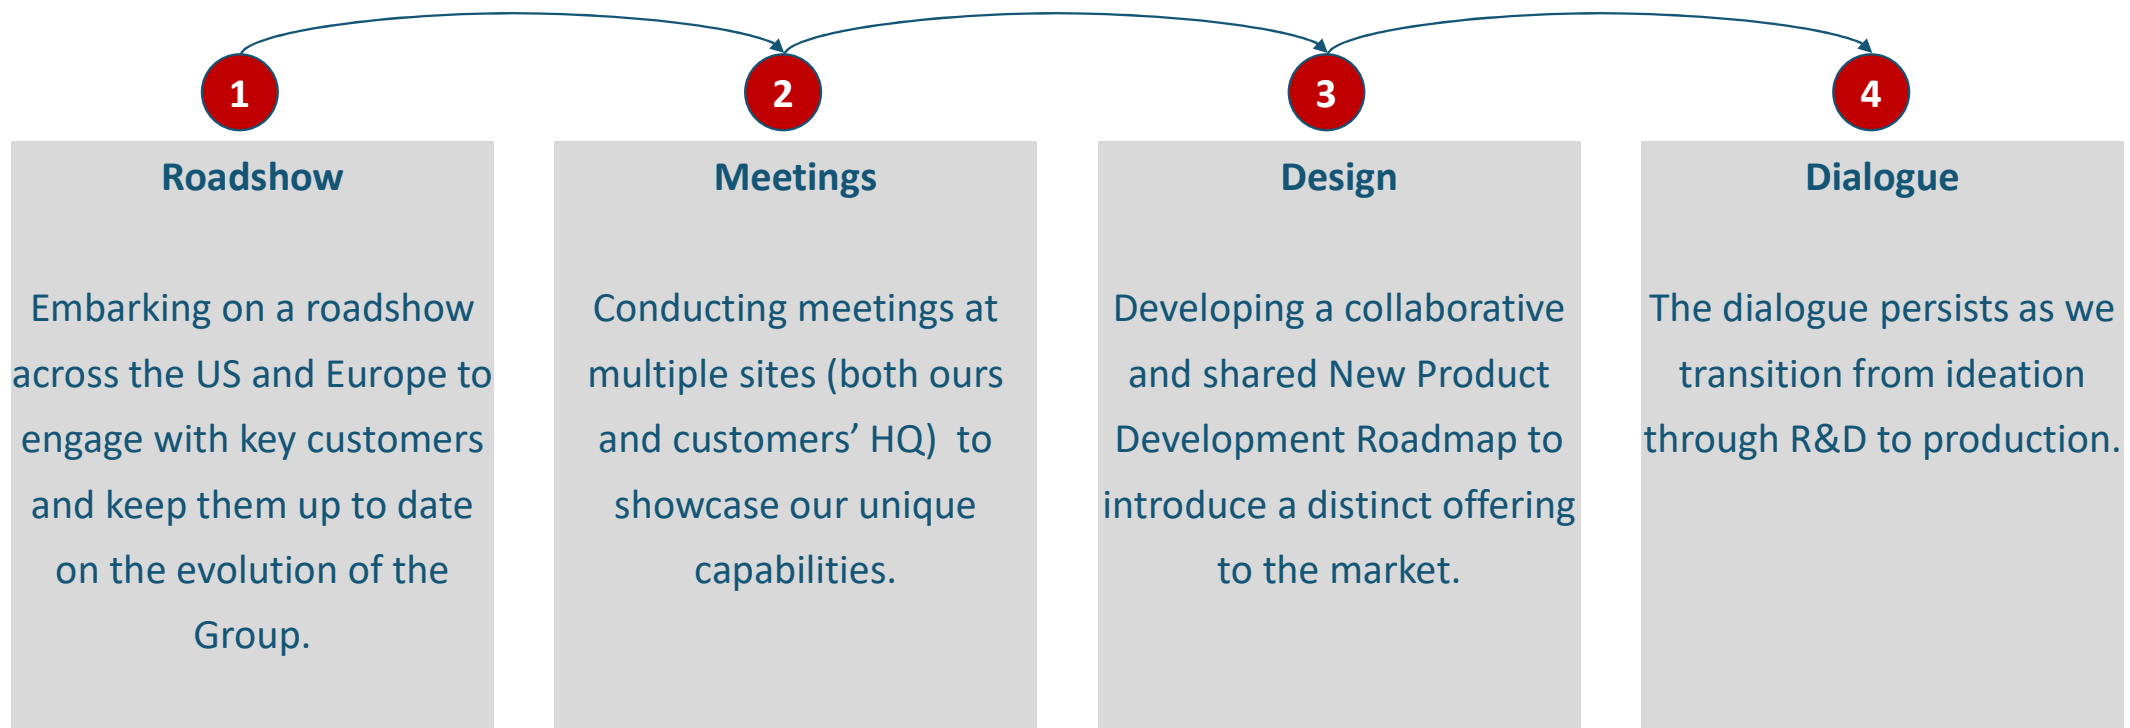 1
Roadshow
Embarking on a roadshow
across the US and Europe to
engage with key customers
and keep them up to date
on the evolution of the
Group.
2
Meetings
Conducting meetings at
multiple sites (both ours
and customers’ HQ)  to
showcase our unique
capabilities.
3
Design
Developing a collaborative
and shared New Product
Development Roadmap to
introduce a distinct offering
to the market.
4
Dialogue
The dialogue persists as we
transition from ideation
through R&D to production.